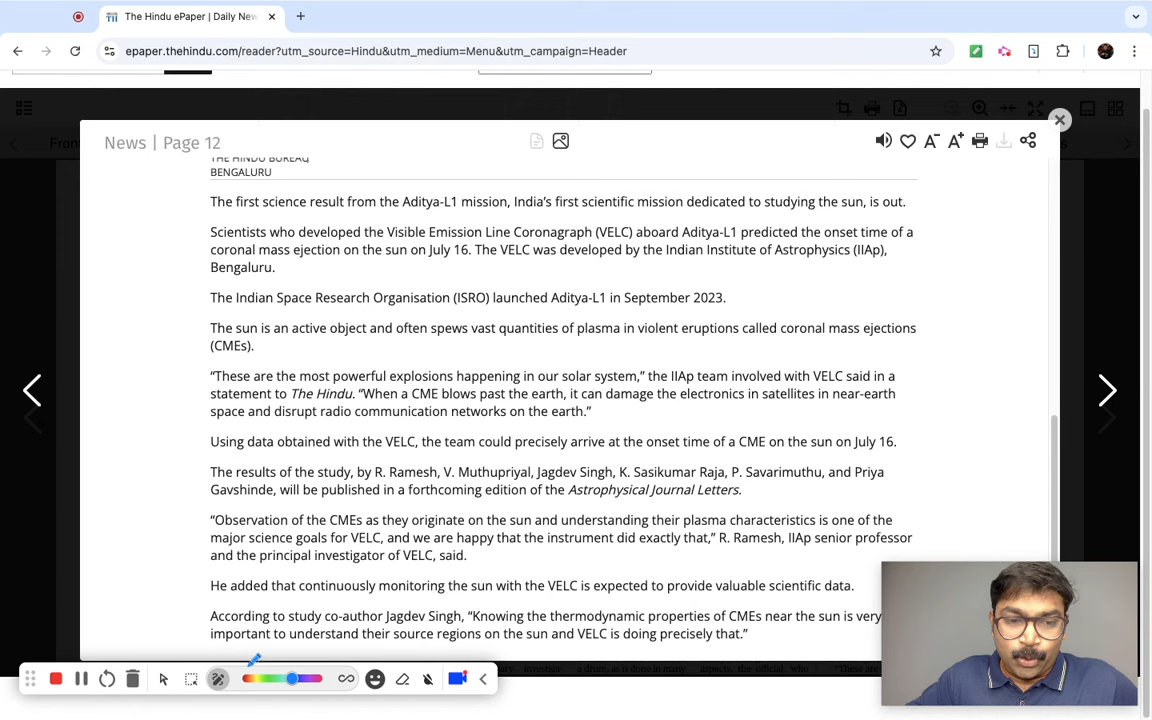 The Hindu ePaper | Daily New
epaper.thehindu.com/reader?utm_source=Hindu&utm_medium=Menu&utm_campaign=Header
News | Page 12
THE HINDU BUREAU
BENGALURU
The first science result from the Aditya-L1 mission, India’s first scientific mission dedicated to studying the sun, is out.
Scientists who developed the Visible Emission Line Coronagraph (VELC) aboard Aditya-L1 predicted the onset time of a
coronal mass ejection on the sun on July 16. The VELC was developed by the Indian Institute of Astrophysics (IIAp),
Bengaluru.
The Indian Space Research Organisation (ISRO) launched Aditya-L1 in September 2023.
The sun is an active object and often spews vast quantities of plasma in violent eruptions called coronal mass ejections
(CMEs).
“These are the most powerful explosions happening in our solar system,” the IIAp team involved with VELC said in a
statement to The Hindu. “When a CME blows past the earth, it can damage the electronics in satellites in near-earth
space and disrupt radio communication networks on the earth.”
Using data obtained with the VELC, the team could precisely arrive at the onset time of a CME on the sun on July 16.
The results of the study, by R. Ramesh, V. Muthupriyal, Jagdev Singh, K. Sasikumar Raja, P. Savarimuthu, and Priya
Gavshinde, will be published in a forthcoming edition of the Astrophysical Journal Letters.
“Observation of the CMEs as they originate on the sun and understanding their plasma characteristics is one of the
major science goals for VELC, and we are happy that the instrument did exactly that,” R. Ramesh, IIAp senior professor
and the principal investigator of VELC, said.
He added that continuously monitoring the sun with the VELC is expected to provide valuable scientific data.
According to study co-author Jagdev Singh, “Knowing the thermodynamic properties of CMEs near the sun is very
important to understand their source regions on the sun and VELC is doing precisely that.”